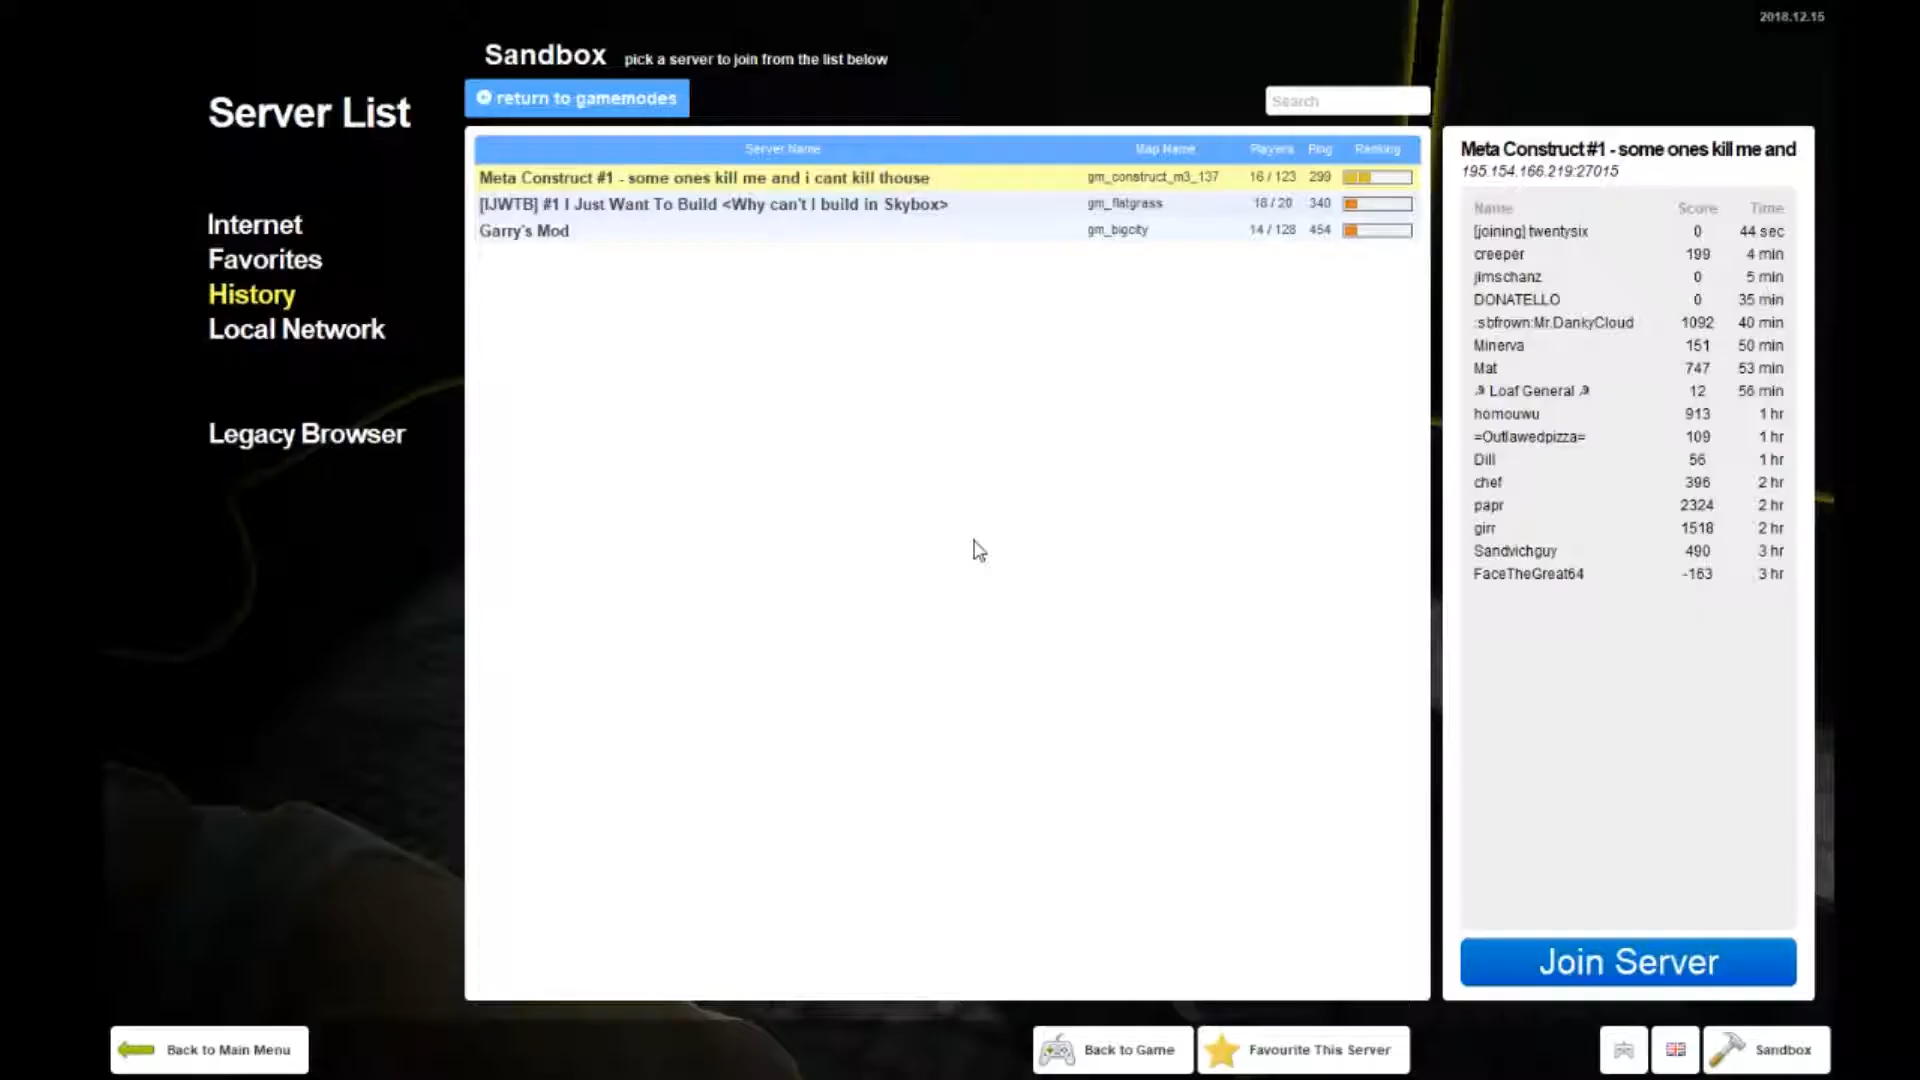 2018.12.15
Sandbox pick a server to join from the list below
Server List
return to gamemodes
Search
Server Name Map Name Players Ping Ranking
Meta Construct #1 - some ones kill me and i cant kill thouse gm_construct_m3_137 16 / 123 299
[IJWTB] #1 I Just Want To Build <Why can't I build in Skybox> gm_flatgrass 18 / 20 340
Garry's Mod gm_bigcity 14 / 128 454
Internet
Favorites
History
Local Network
Legacy Browser
Meta Construct #1 - some ones kill me and
195.154.166.219:27015
Name Score Time
[joining] twentysix 0 44 sec
creeper 199 4 min
jimschanz 0 5 min
DONATELLO 0 35 min
:sbfrown:Mr.DankyCloud 1092 40 min
Minerva 151 50 min
Mat 747 53 min
Loaf General 12 56 min
homouwu 913 1 hr
=Outlawedpizza= 109 1 hr
Dill 56 1 hr
chef 396 2 hr
papr 2324 2 hr
girr 1518 2 hr
Sandvichguy 490 3 hr
FaceTheGreat64 -163 3 hr
Join Server
Back to Main Menu
Back to Game
Favourite This Server
Sandbox